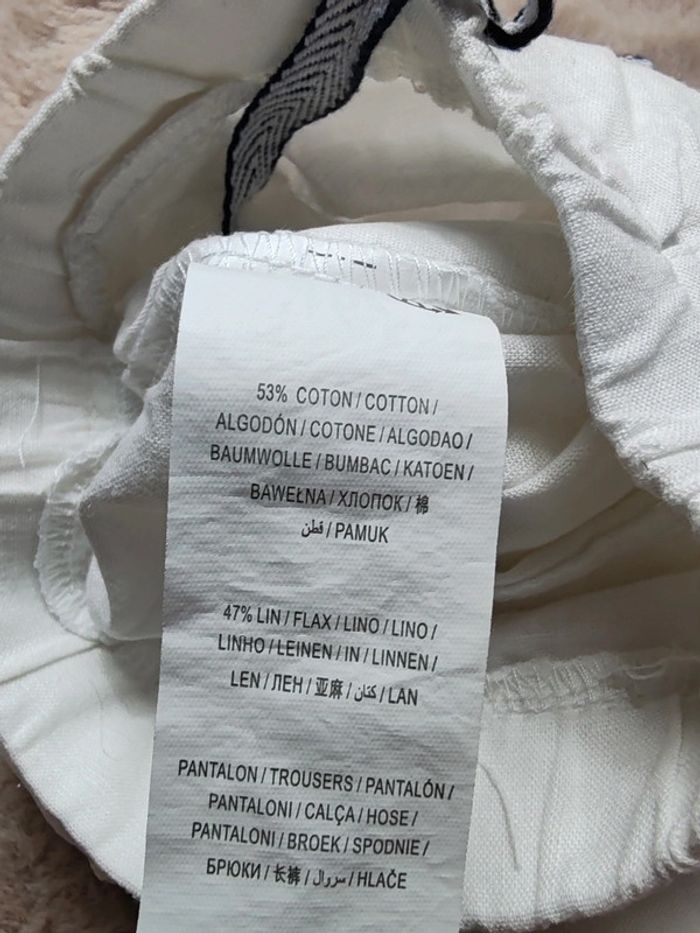 53% COTON / COTTON /
ALGODÓN / COTONE / ALGODAO /
BAUMWOLLE / BUMBAC / KATOEN /
BAWEŁNA / ХЛОПОК / 棉
قطن / PAMUK
47% LIN / FLAX / LINO / LINO /
LINHO / LEINEN / IN / LINNEN /
LEN / ЛЕН / 亚麻 / كتان / LAN
PANTALON / TROUSERS / PANTALÓN /
PANTALONI / CALÇA / HOSE /
PANTALONI / BROEK / SPODNIE /
БРЮКИ / 长裤 / سروال / HLAČE